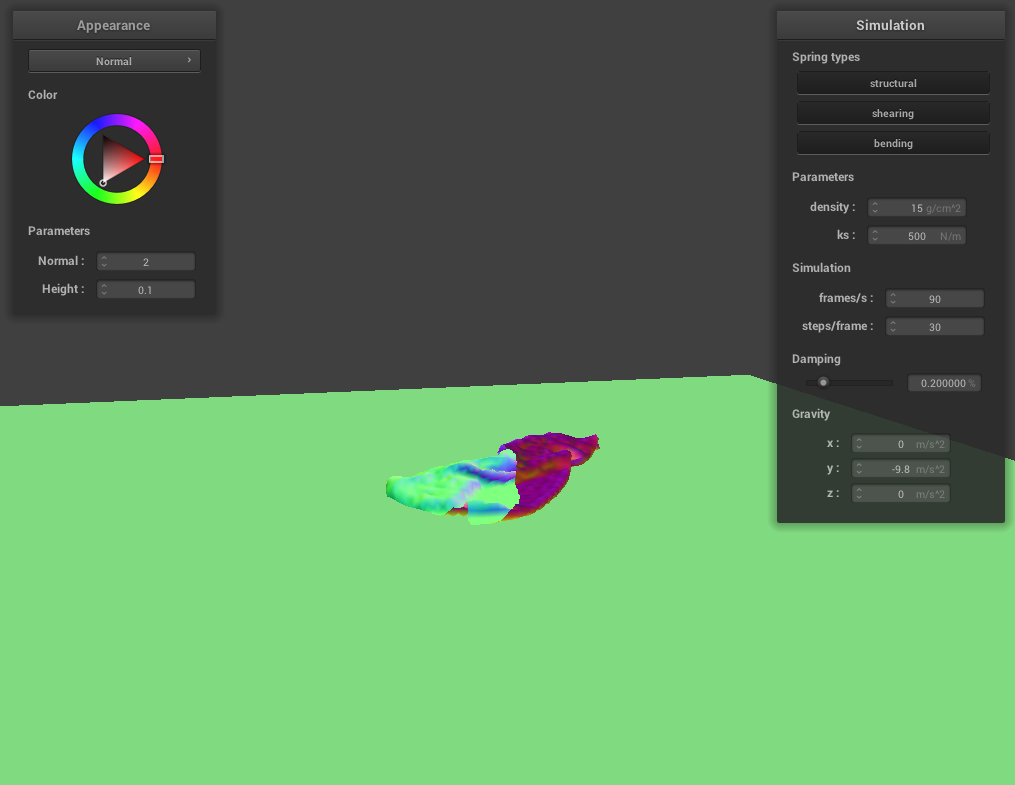 Appearance
Normal ›
Color
Parameters
Normal : 2
Height : 0.1
Simulation
Spring types
structural
shearing
bending
Parameters
density : 15 g/cm^2
ks : 500 N/m
Simulation
frames/s : 90
steps/frame : 30
Damping
0.200000 %
Gravity
x : 0 m/s^2
y : -9.8 m/s^2
z : 0 m/s^2